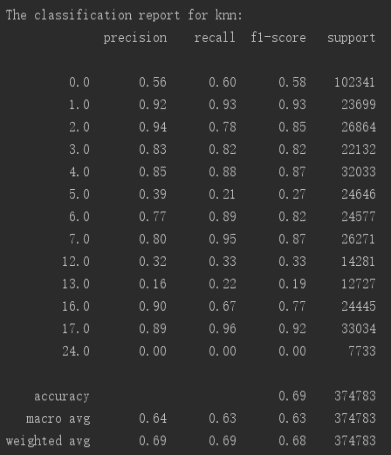 The classification report for knn:
precision recall f1-score support
0.0 0.56 0.60 0.58 102341
1.0 0.92 0.93 0.93 23699
2.0 0.94 0.78 0.85 26864
3.0 0.83 0.82 0.82 22132
4.0 0.85 0.88 0.87 32033
5.0 0.39 0.21 0.27 24646
6.0 0.77 0.89 0.82 24577
7.0 0.80 0.95 0.87 26271
12.0 0.32 0.33 0.33 14281
13.0 0.16 0.22 0.19 12727
16.0 0.90 0.67 0.77 24445
17.0 0.89 0.96 0.92 33034
24.0 0.00 0.00 0.00 7733
accuracy 0.69 374783
macro avg 0.64 0.63 0.63 374783
weighted avg 0.69 0.69 0.68 374783